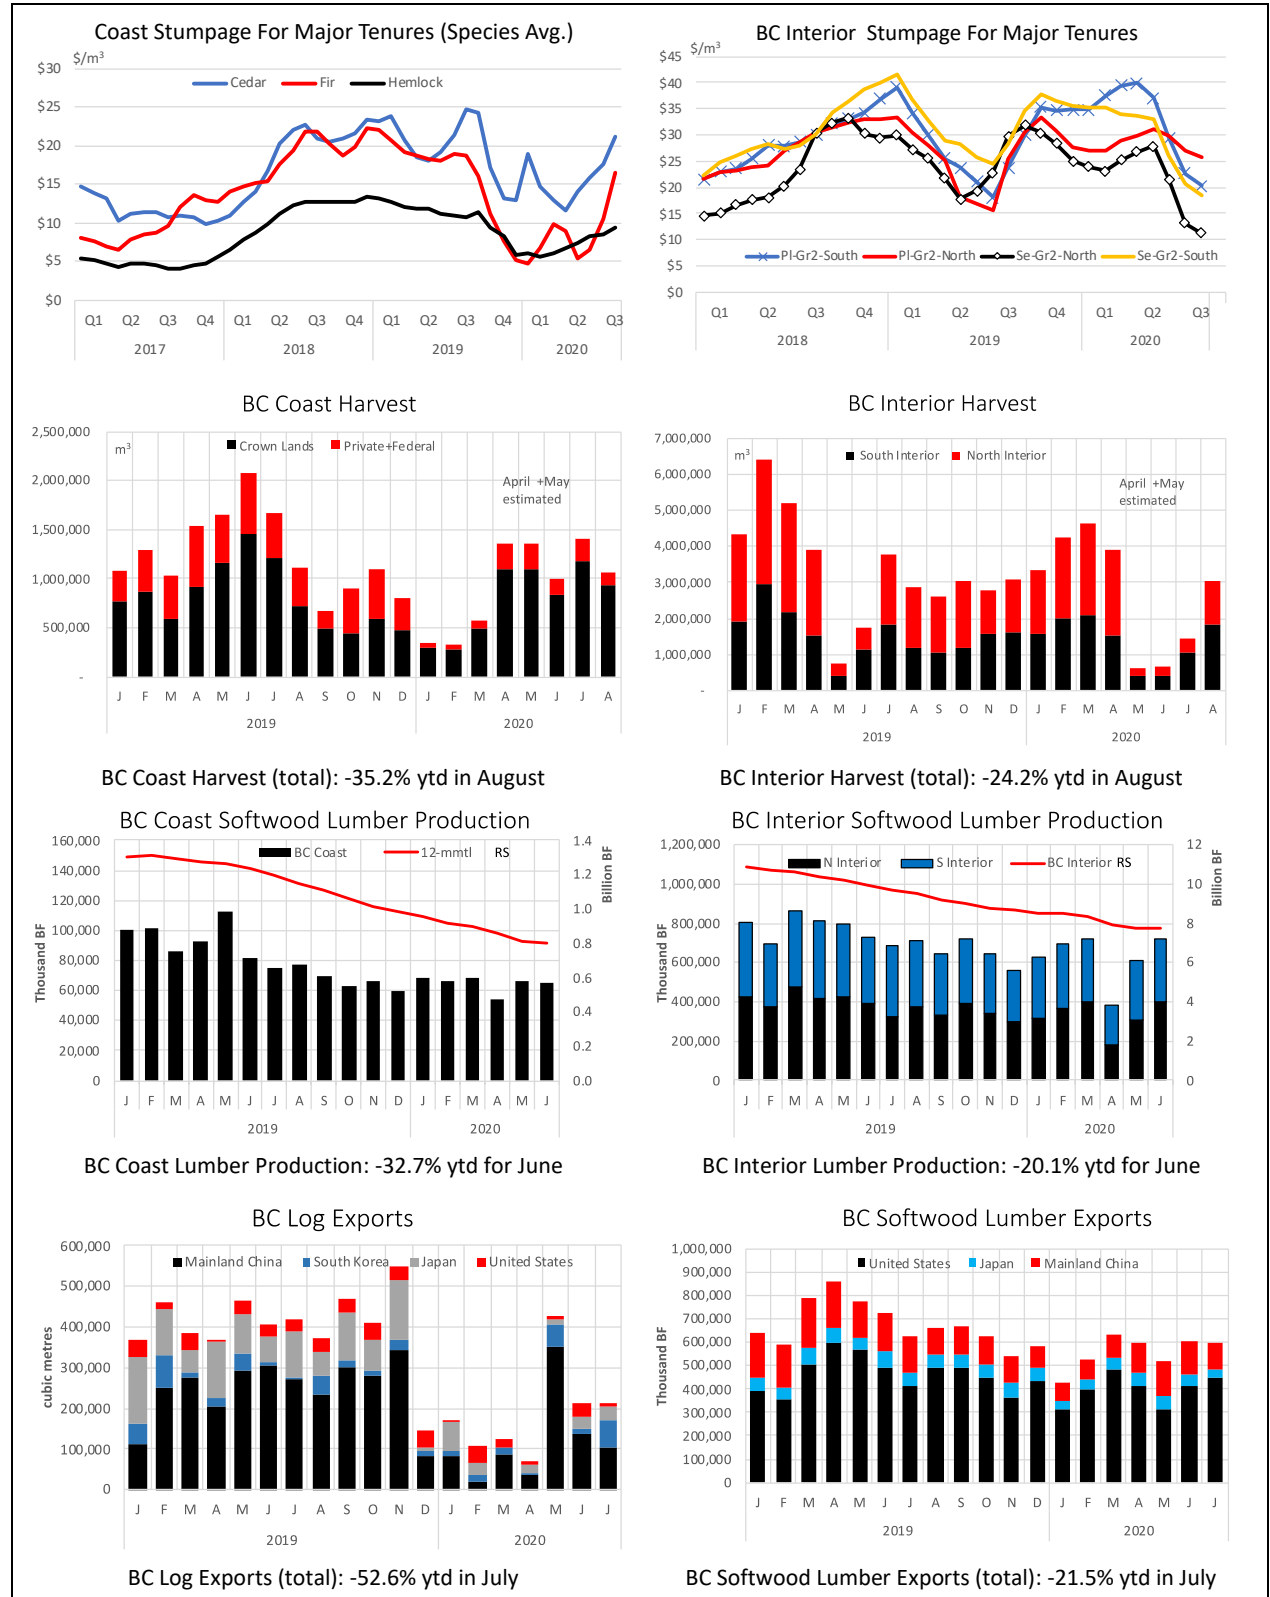 Coast Stumpage For Major Tenures (Species Avg.)
$/m³
Cedar Fir Hemlock
$30
$25
$20
$15
$10
$5
$0
Q1 Q2 Q3 Q4 Q1 Q2 Q3 Q4 Q1 Q2 Q3 Q4 Q1 Q2 Q3
2017 2018 2019 2020
BC Interior Stumpage For Major Tenures
$/m³
$45
$40
$35
$30
$25
$20
$15
$10
$5
$0
Pl-Gr2-South Pl-Gr2-North Se-Gr2-North Se-Gr2-South
Q1 Q2 Q3 Q4 Q1 Q2 Q3 Q4 Q1 Q2 Q3
2018 2019 2020
BC Coast Harvest
2,500,000
2,000,000
1,500,000
1,000,000
500,000
-
m³
Crown Lands Private+Federal
April +May
estimated
J F M A M J J A S O N D J F M A M J J A
2019 2020
BC Coast Harvest (total): -35.2% ytd in August
BC Interior Harvest
7,000,000
6,000,000
5,000,000
4,000,000
3,000,000
2,000,000
1,000,000
-
m³
South Interior North Interior
April +May
estimated
J F M A M J J A S O N D J F M A M J J A
2019 2020
BC Interior Harvest (total): -24.2% ytd in August
BC Coast Softwood Lumber Production
160,000
140,000
120,000
100,000
80,000
60,000
40,000
20,000
0
Thousand BF
BC Coast 12-mmtl RS
1.4
1.2
1.0
0.8
0.6
0.4
0.2
0.0
Billion BF
J F M A M J J A S O N D J F M A M J
2019 2020
BC Coast Lumber Production: -32.7% ytd for June
BC Interior Softwood Lumber Production
1,200,000
1,000,000
800,000
600,000
400,000
200,000
0
Thousand BF
N Interior S Interior BC Interior RS
12
10
8
6
4
2
0
Billion BF
J F M A M J J A S O N D J F M A M J
2019 2020
BC Interior Lumber Production: -20.1% ytd for June
BC Log Exports
600,000
500,000
400,000
300,000
200,000
100,000
0
cubic metres
Mainland China South Korea Japan United States
J F M A M J J A S O N D J F M A M J J
2019 2020
BC Log Exports (total): -52.6% ytd in July
BC Softwood Lumber Exports
1,000,000
900,000
800,000
700,000
600,000
500,000
400,000
300,000
200,000
100,000
0
Thousand BF
United States Japan Mainland China
J F M A M J J A S O N D J F M A M J J
2019 2020
BC Softwood Lumber Exports (total): -21.5% ytd in July